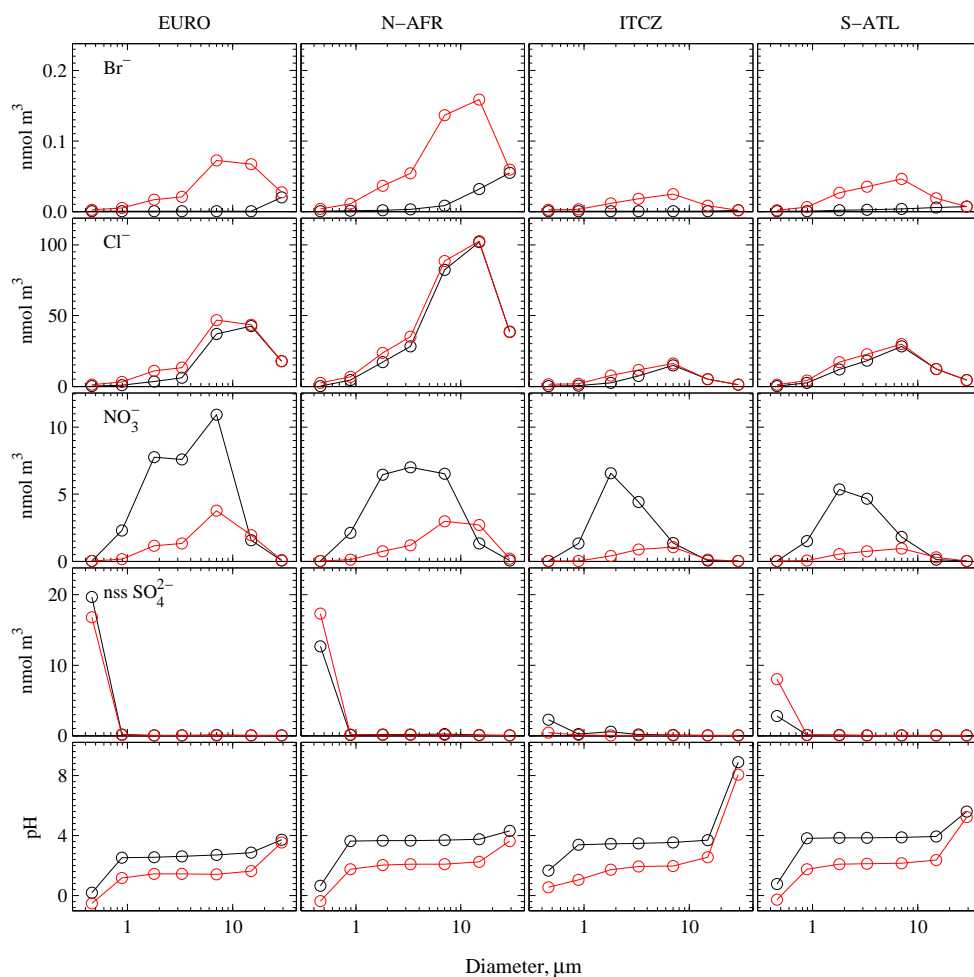 EURO N−AFR ITCZ S−ATL
Br−
0.2
0.1
0.0
nmol m3
Cl−
100
50
0
nmol m3
NO3−
10
5
0
nmol m3
nss SO42−
20
10
0
nmol m3
8
4
0
pH
1 10 1 10 1 10 1 10
Diameter, μm